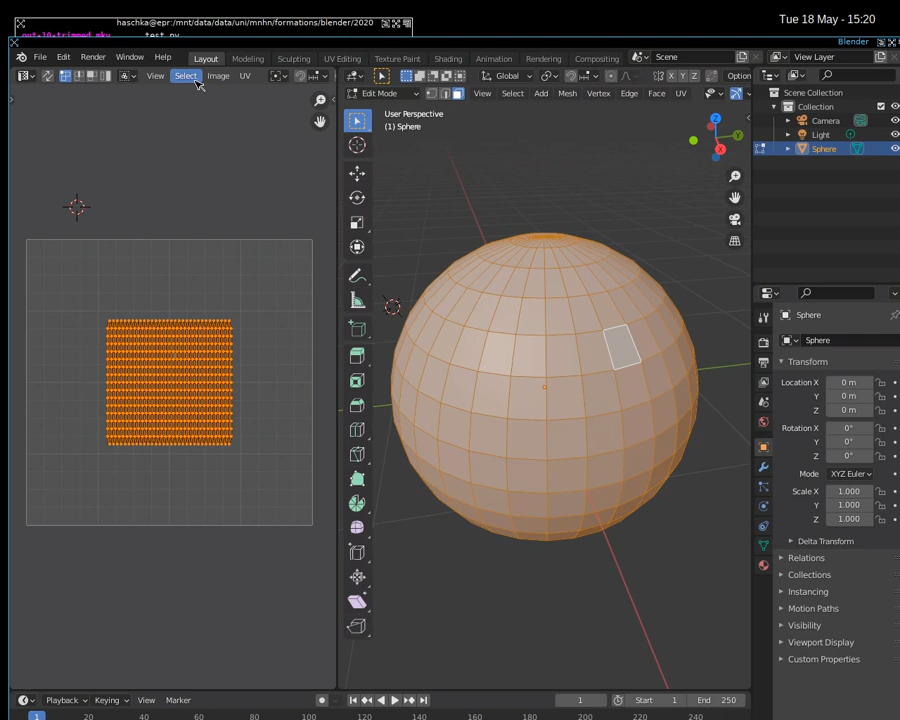 Tue 18 May - 15:20
haschka@epr:/mnt/data/data/uni/mnhn/formations/blender/2020
out-10-trimmed.mkv test.py
Blender
File Edit Render Window Help Layout Modeling Sculpting UV Editing Texture Paint Shading Animation Rendering Compositing Scene View Layer
View Select Image UV Global Option
Edit Mode View Select Add Mesh Vertex Edge Face UV
User Perspective
(1) Sphere
Z
Y
X
Scene Collection
Collection
Camera
Light
Sphere
Sphere
Sphere
Transform
Location X 0 m
Y 0 m
Z 0 m
Rotation X 0°
Y 0°
Z 0°
Mode XYZ Euler
Scale X 1.000
Y 1.000
Z 1.000
Delta Transform
Relations
Collections
Instancing
Motion Paths
Visibility
Viewport Display
Custom Properties
Playback Keying View Marker 1 Start 1 End 250
1 20 40 60 80 100 120 140 160 180 200 220 240